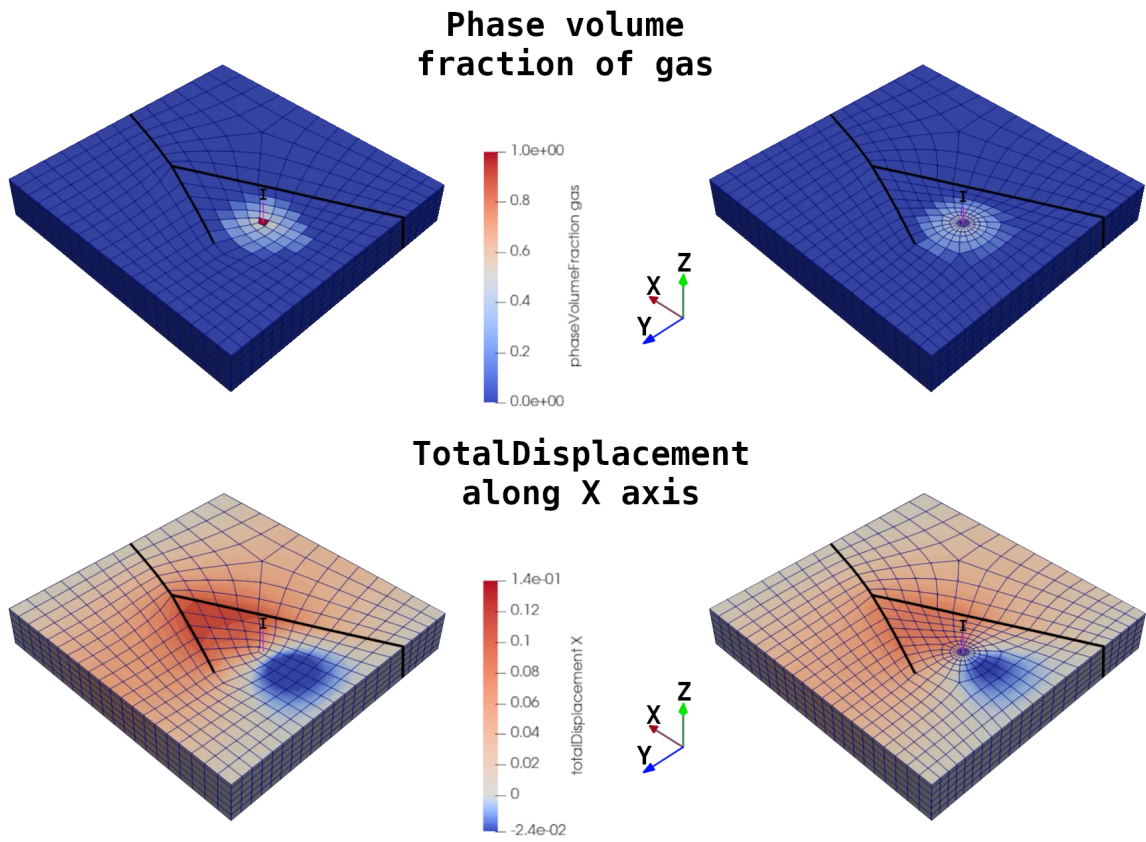 Phase volume
fraction of gas
I
I
1.0e+00
0.8
0.6
0.4
0.2
0.0e+00
phaseVolumeFraction gas
Z
X
Y
TotalDisplacement
along X axis
I
I
1.4e-01
0.12
0.1
0.08
0.06
0.04
0.02
0
-2.4e-02
totalDisplacement X
Z
X
Y